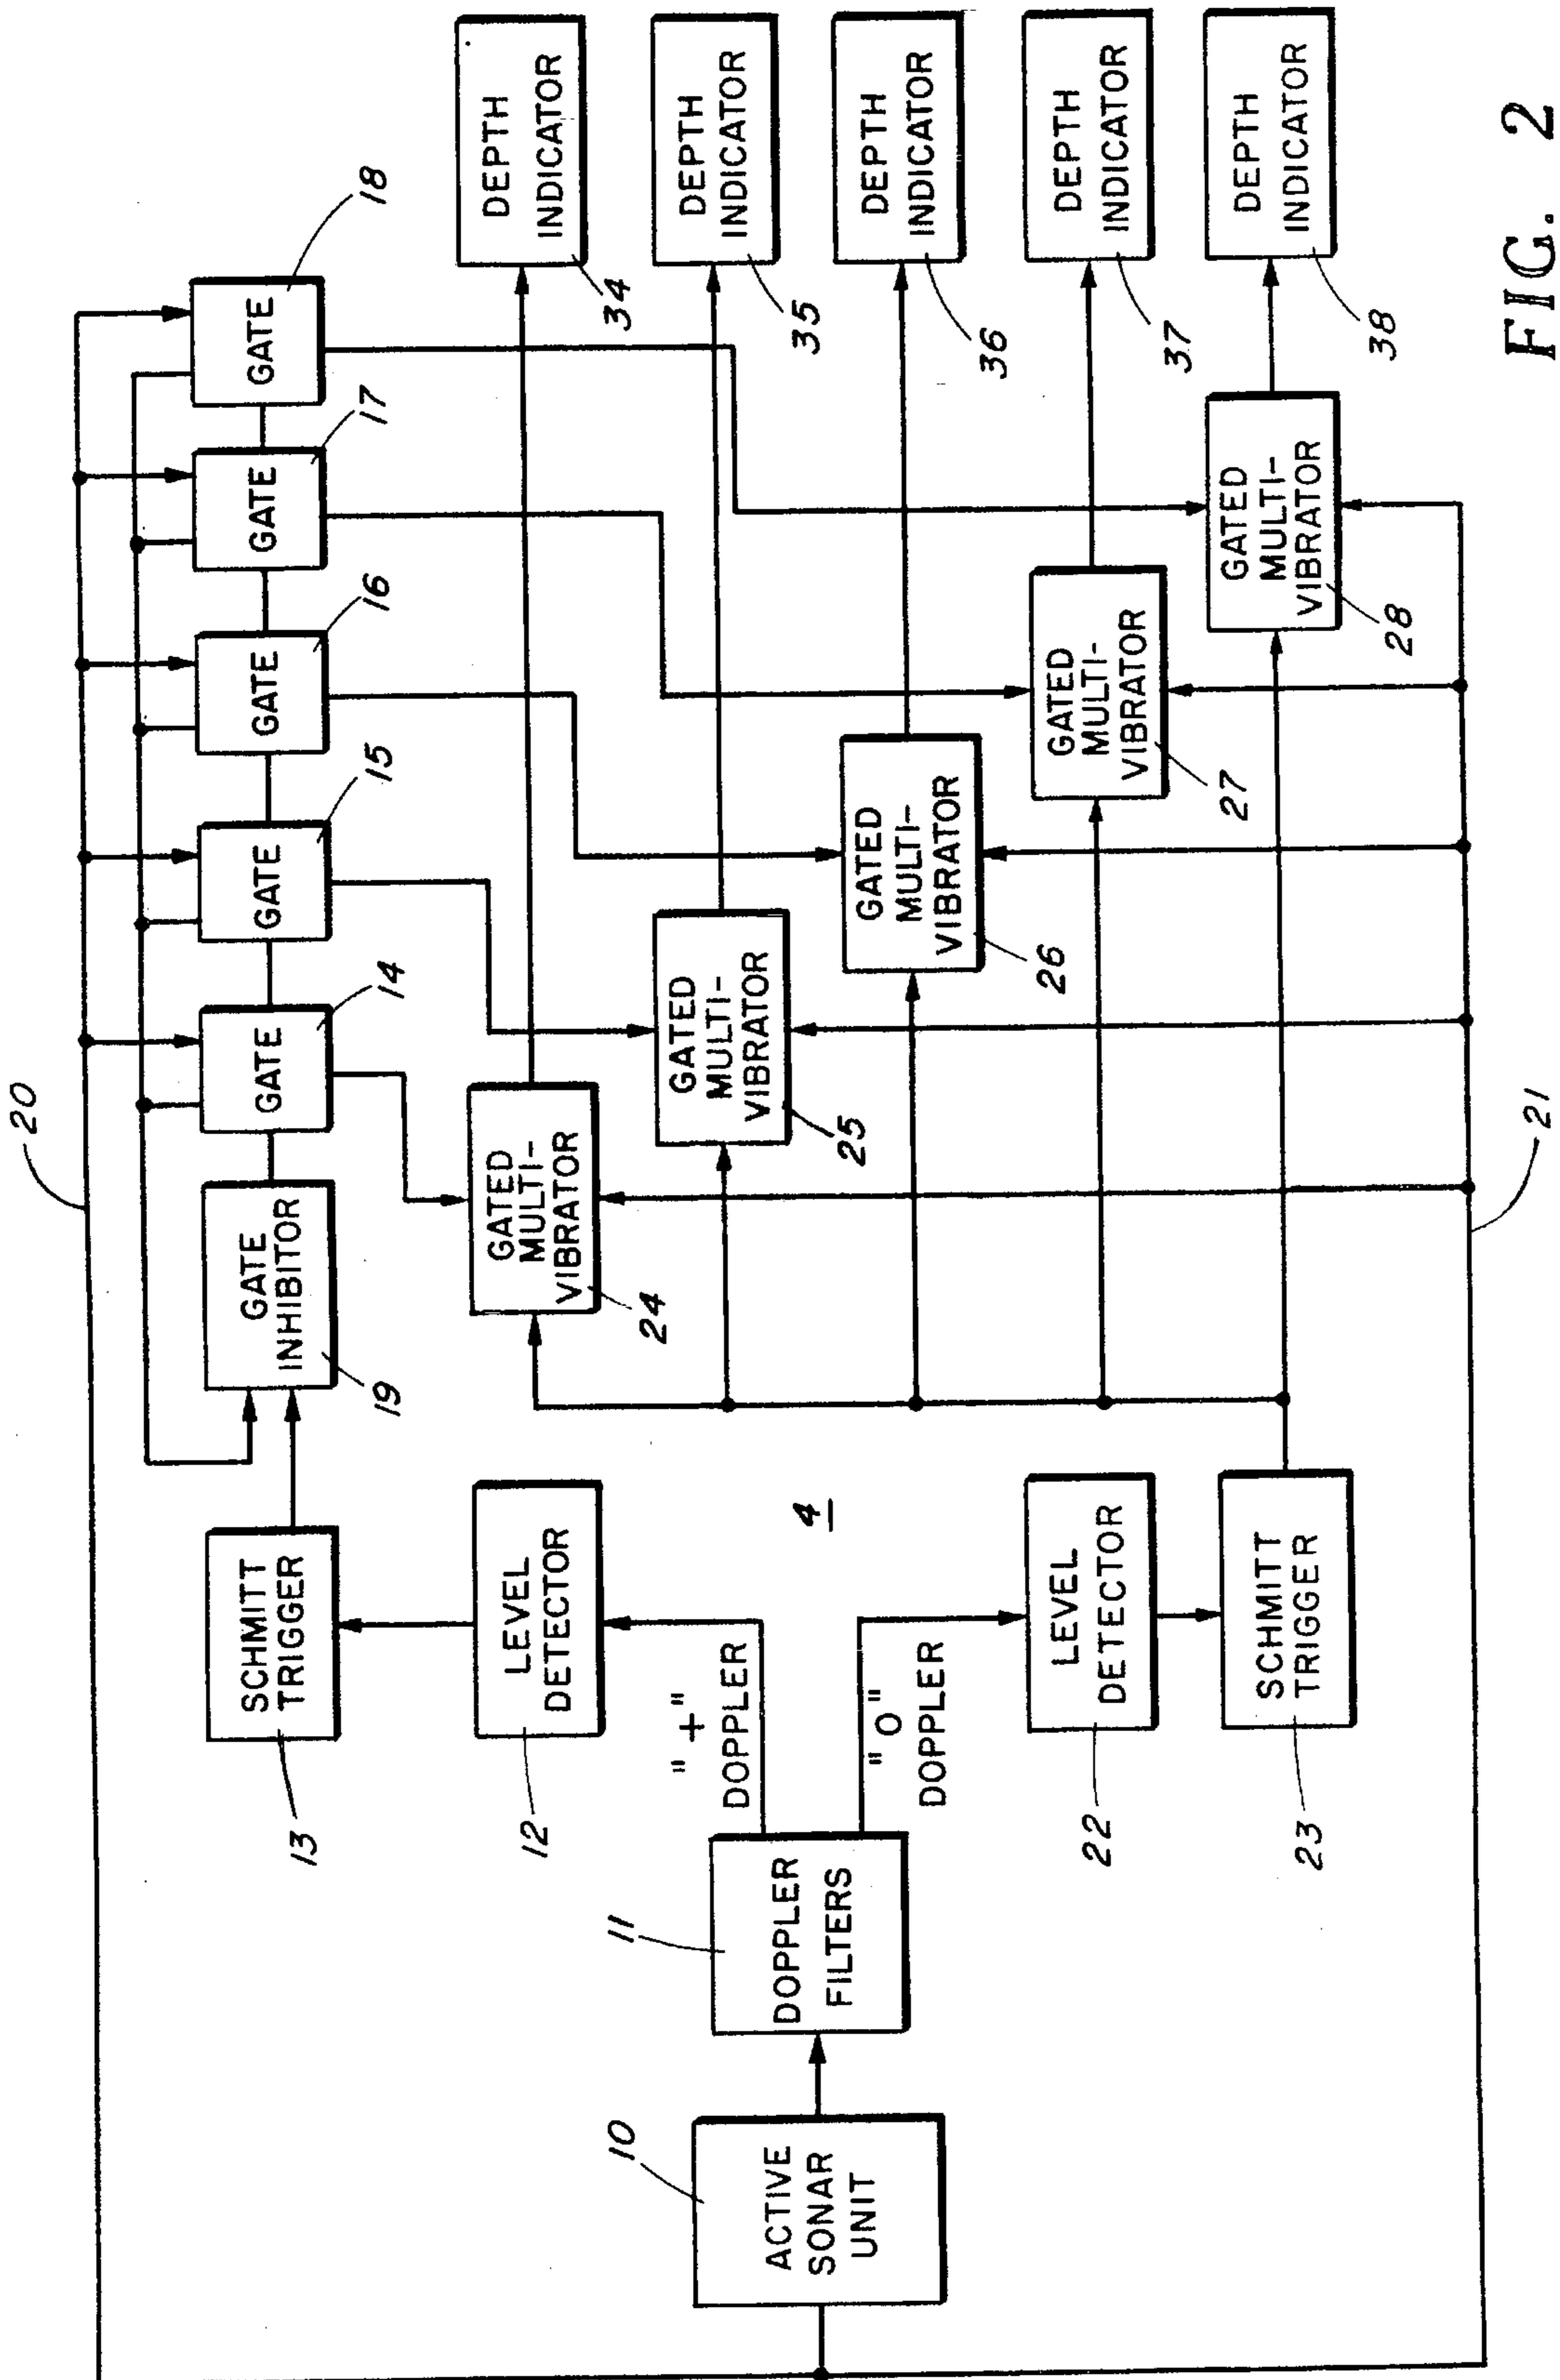 20
SCHMITT
TRIGGER
13
GATE
INHIBITOR
19
GATE
14
GATE
15
GATE
16
GATE
17
GATE
18
LEVEL
DETECTOR
12
"+"
DOPPLER
ACTIVE
SONAR
UNIT
10
DOPPLER
FILTERS
11
"O"
DOPPLER
4
LEVEL
DETECTOR
22
SCHMITT
TRIGGER
23
GATED
MULTI-
VIBRATOR
24
GATED
MULTI-
VIBRATOR
25
GATED
MULTI-
VIBRATOR
26
GATED
MULTI-
VIBRATOR
27
GATED
MULTI-
VIBRATOR
28
DEPTH
INDICATOR
34
DEPTH
INDICATOR
35
DEPTH
INDICATOR
36
DEPTH
INDICATOR
37
DEPTH
INDICATOR
38
21
FIG. 2